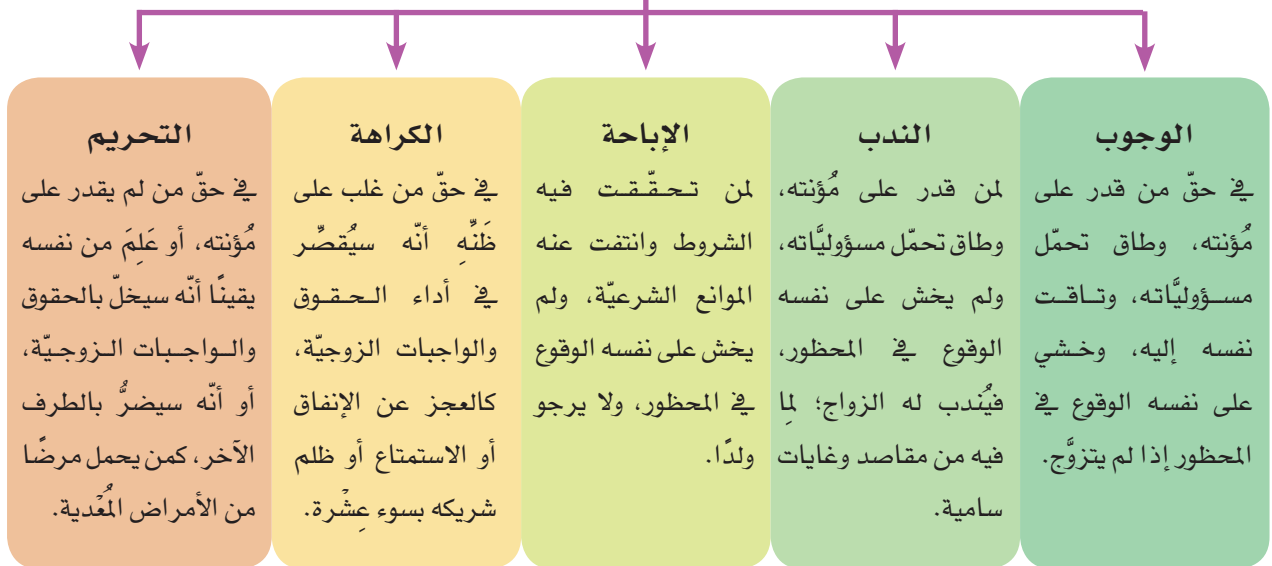 الوجوب
في حقّ من قدر على
مُؤنته، وطاق تحمّل
مسؤوليَّاته، وتاقت
نفسه إليه، وخشي
على نفسه الوقوع في
المحظور إذا لم يتزوَّج.
الندب
لمن قدر على مُؤنته،
وطاق تحمّل مسؤوليَّاته،
ولم يخش على نفسه
الوقوع في المحظور،
فيُندب له الزواج؛ لِما
فيه من مقاصد وغايات
سامية.
الإباحة
لمن تحقّقت فيه
الشروط وانتفت عنه
الموانع الشرعيّة، ولم
يخش على نفسه الوقوع
في المحظور، ولا يرجو
ولدًا.
الكراهة
في حقّ من غلب على
ظَنِّه أنّه سيُقصِّر
في أداء الحقوق
والواجبات الزوجيّة،
كالعجز عن الإنفاق
أو الاستمتاع أو ظلم
شريكه بسوء عِشْرة.
التحريم
في حقّ من لم يقدر على
مُؤنته، أو عَلِمَ من نفسه
يقينًا أنّه سيخلّ بالحقوق
والواجبات الزوجيّة،
أو أنّه سيضرُّ بالطرف
الآخر، كمن يحمل مرضًا
من الأمراض المُعْدية.